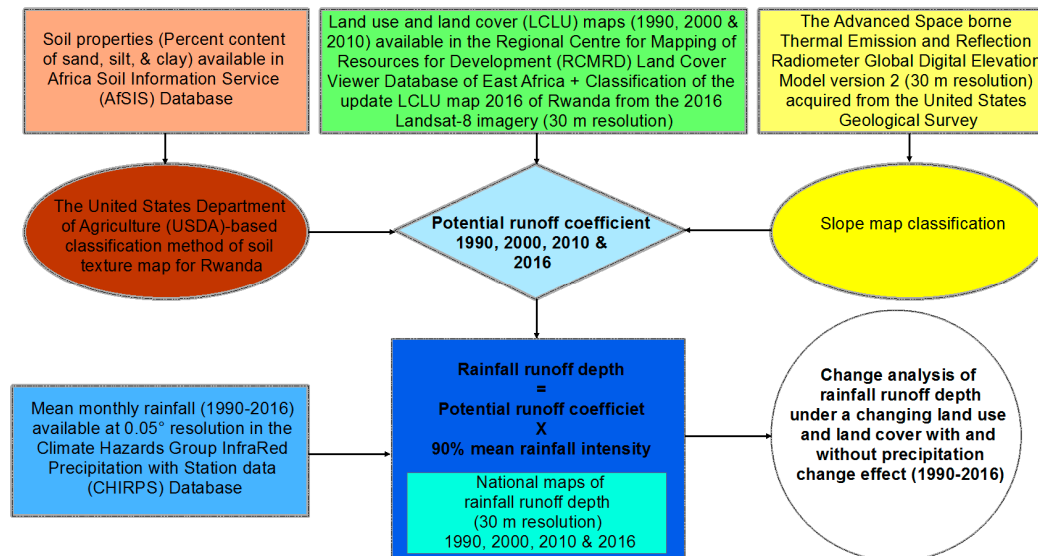 Soil properties (Percent content
of sand, silt, & clay) available in
Africa Soil Information Service
(AfSIS) Database
Land use and land cover (LCLU) maps (1990, 2000 &
2010) available in the Regional Centre for Mapping of
Resources for Development (RCMRD) Land Cover
Viewer Database of East Africa + Classification of the
update LCLU map 2016 of Rwanda from the 2016
Landsat-8 imagery (30 m resolution)
The Advanced Space borne
Thermal Emission and Reflection
Radiometer Global Digital Elevation
Model version 2 (30 m resolution)
acquired from the United States
Geological Survey
The United States Department
of Agriculture (USDA)-based
classification method of soil
texture map for Rwanda
Potential runoff coefficient
1990, 2000, 2010 &
2016
Slope map classification
Mean monthly rainfall (1990-2016)
available at 0.05° resolution in the
Climate Hazards Group InfraRed
Precipitation with Station data
(CHIRPS) Database
Rainfall runoff depth
=
Potential runoff coefficiet
X
90% mean rainfall intensity
National maps of
rainfall runoff depth
(30 m resolution)
1990, 2000, 2010 & 2016
Change analysis of
rainfall runoff depth
under a changing land use
and land cover with and
without precipitation
change effect (1990-2016)